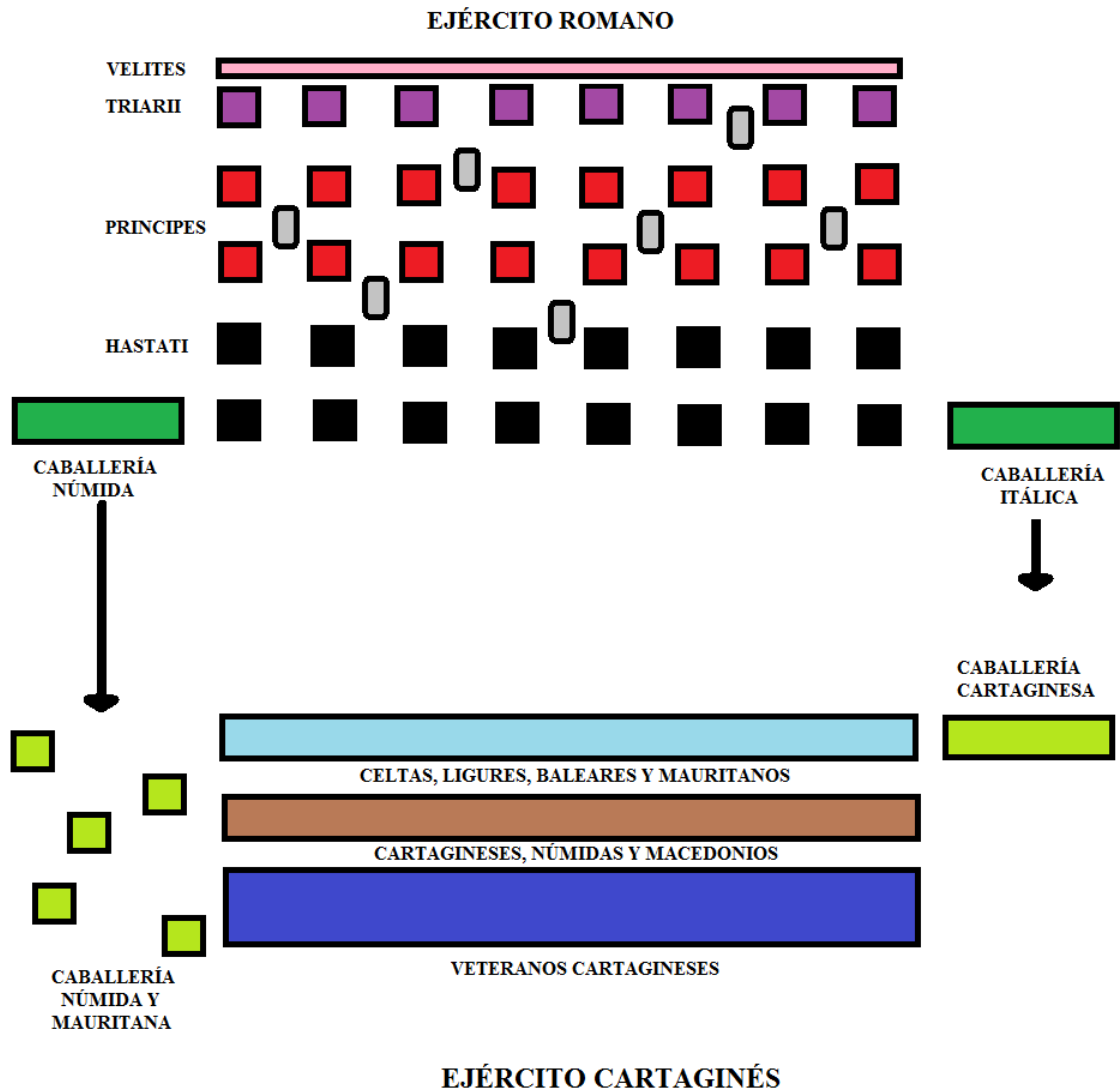 EJÉRCITO ROMANO
VELITES
TRIARII
PRINCIPES
HASTATI
CABALLERÍA
NÚMIDA
CABALLERÍA
ITÁLICA
CABALLERÍA
CARTAGINESA
CELTAS, LIGURES, BALEARES Y MAURITANOS
CARTAGINESES, NÚMIDAS Y MACEDONIOS
VETERANOS CARTAGINESES
CABALLERÍA
NÚMIDA Y
MAURITANA
EJÉRCITO CARTAGINÉS